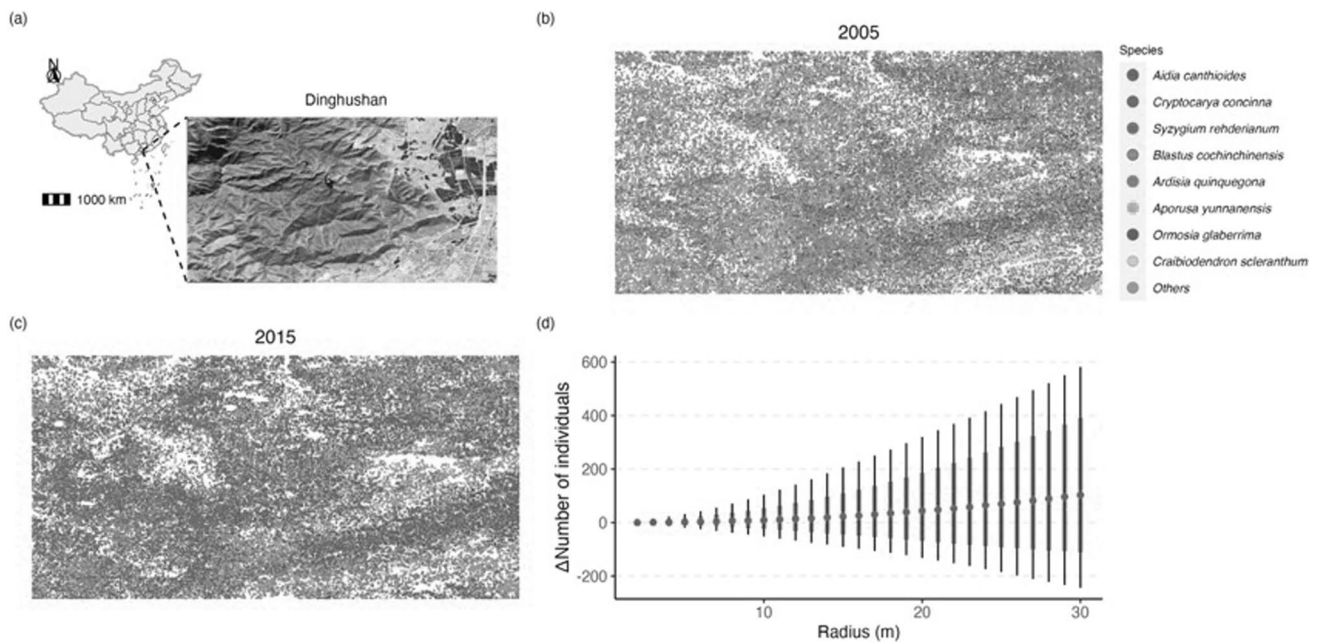 (a)
N
Dinghushan
1000 km
(b)
2005
Species
Aidia canthioides
Cryptocarya concinna
Syzygium rehderianum
Blastus cochinchinensis
Ardisia quinquegona
Aporusa yunnanensis
Ormosia glaberrima
Craibiodendron scleranthum
Others
(c)
2015
(d)
ΔNumber of individuals
600
400
200
0
-200
10
20
30
Radius (m)